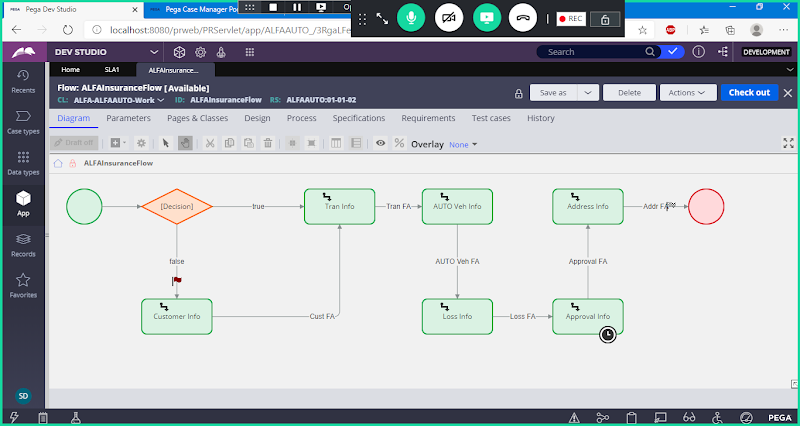 PEGA Pega Dev Studio
PEGA Pega Case Manager Po
REC
localhost:8080/prweb/PRServlet/app/ALFAAUTO_/3RgaLFe
DEV STUDIO
Search
DEVELOPMENT
Recents
Case types
Data types
App
Records
Favorites
SD
Home
SLA1
ALFAInsurance...
Flow: ALFAInsuranceFlow [Available]
CL: ALFA-ALFAAUTO-Work
ID: ALFAInsuranceFlow
RS: ALFAAUTO:01-01-02
Save as
Delete
Actions
Check out
Diagram
Parameters
Pages & Classes
Design
Process
Specifications
Requirements
Test cases
History
Draft off
Overlay None
ALFAInsuranceFlow
[Decision]
true
Tran Info
Tran FA
AUTO Veh Info
Address Info
Addr FA
false
AUTO Veh FA
Approval FA
Customer Info
Cust FA
Loss Info
Loss FA
Approval Info
PEGA